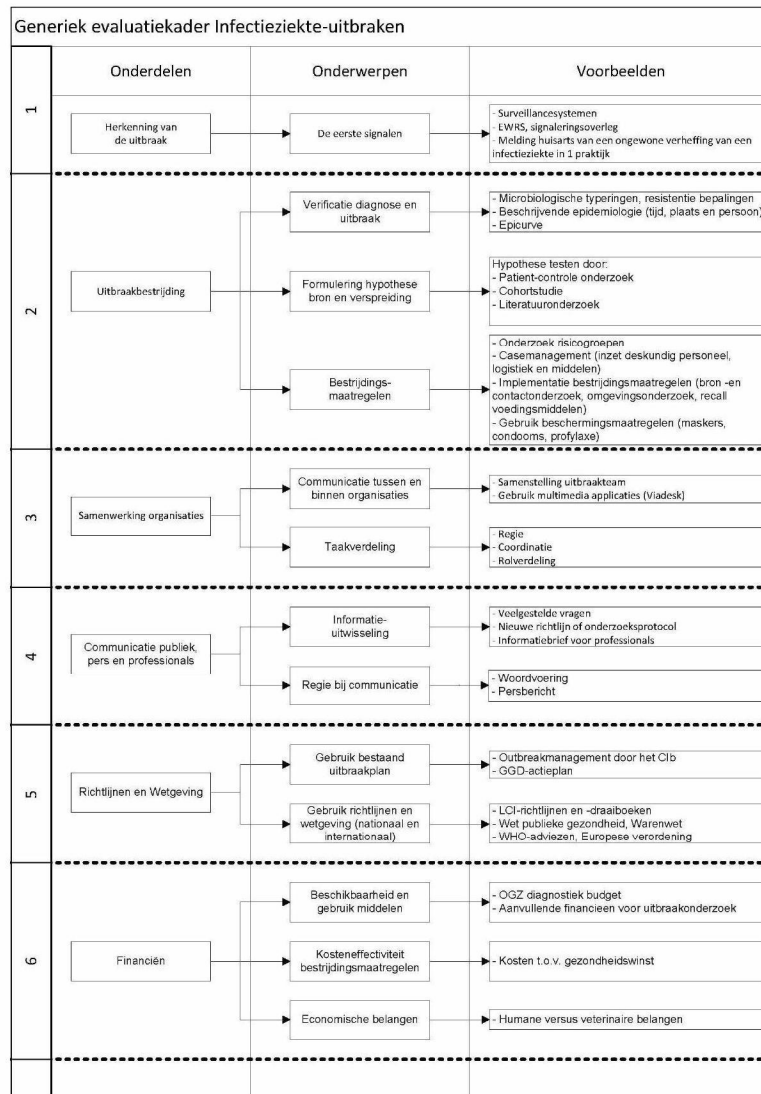 Generiek evaluatiekader Infectieziekte-uitbraken
Onderdelen
Onderwerpen
Voorbeelden
1
Herkenning van
de uitbraak
De eerste signalen
- Surveillancesystemen
- EWRS, signaleringsoverleg
- Melding huisarts van een ongewone verheffing van een
infectieziekte in 1 praktijk
2
Uitbraakbestrijding
Verificatie diagnose en
uitbraak
- Microbiologische typeringen, resistentie bepalingen
- Beschrijvende epidemiologie (tijd, plaats en persoon)
- Epicurve
Formulering hypothese
bron en verspreiding
Hypothese testen door:
- Patient-controle onderzoek
- Cohortstudie
- Literatuuronderzoek
Bestrijdings-
maatregelen
- Onderzoek risicogroepen
- Casemanagement (inzet deskundig personeel,
logistiek en middelen)
- Implementatie bestrijdingsmaatregelen (bron -en
contactonderzoek, omgevingsonderzoek, recall
voedingsmiddelen)
- Gebruik beschermingsmaatregelen (maskers,
condooms, profylaxe)
3
Samenwerking organisaties
Communicatie tussen en
binnen organisaties
- Samenstelling uitbraakteam
- Gebruik multimedia applicaties (Viadesk)
Taakverdeling
- Regie
- Coordinatie
- Rolverdeling
4
Communicatie publiek,
pers en professionals
Informatie-
uitwisseling
- Veelgestelde vragen
- Nieuwe richtlijn of onderzoeksprotocol
- Informatiebrief voor professionals
Regie bij communicatie
- Woordvoering
- Persbericht
5
Richtlijnen en Wetgeving
Gebruik bestaand
uitbraakplan
- Outbreakmanagement door het CIb
- GGD-actieplan
Gebruik richtlijnen en
wetgeving (nationaal en
internationaal)
- LCI-richtlijnen en -draaiboeken
- Wet publieke gezondheid, Warenwet
- WHO-adviezen, Europese verordening
6
Financiën
Beschikbaarheid en
gebruik middelen
- OGZ diagnostiek budget
- Aanvullende financieen voor uitbraakonderzoek
Kosteneffectiviteit
bestrijdingsmaatregelen
- Kosten t.o.v. gezondheidswinst
Economische belangen
- Humane versus veterinaire belangen